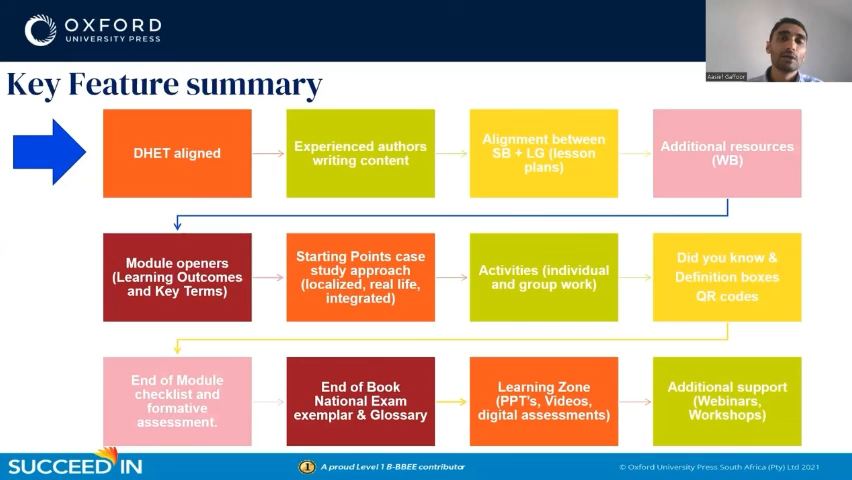 OXFORD
UNIVERSITY PRESS
Aasief Gaffoor
Key Feature summary
DHET aligned
Experienced authors
writing content
Alignment between
SB + LG (lesson
plans)
Additional resources
(WB)
Module openers
(Learning Outcomes
and Key Terms)
Starting Points case
study approach
(localized, real life,
integrated)
Activities (individual
and group work)
Did you know &
Definition boxes
QR codes
End of Module
checklist and
formative
assessment.
End of Book
National Exam
exemplar & Glossary
Learning Zone
(PPT's, Videos,
digital assessments)
Additional support
(Webinars,
Workshops)
SUCCEED IN
1 A proud Level 1 B-BBEE contributor
© Oxford University Press South Africa (Pty) Ltd 2021